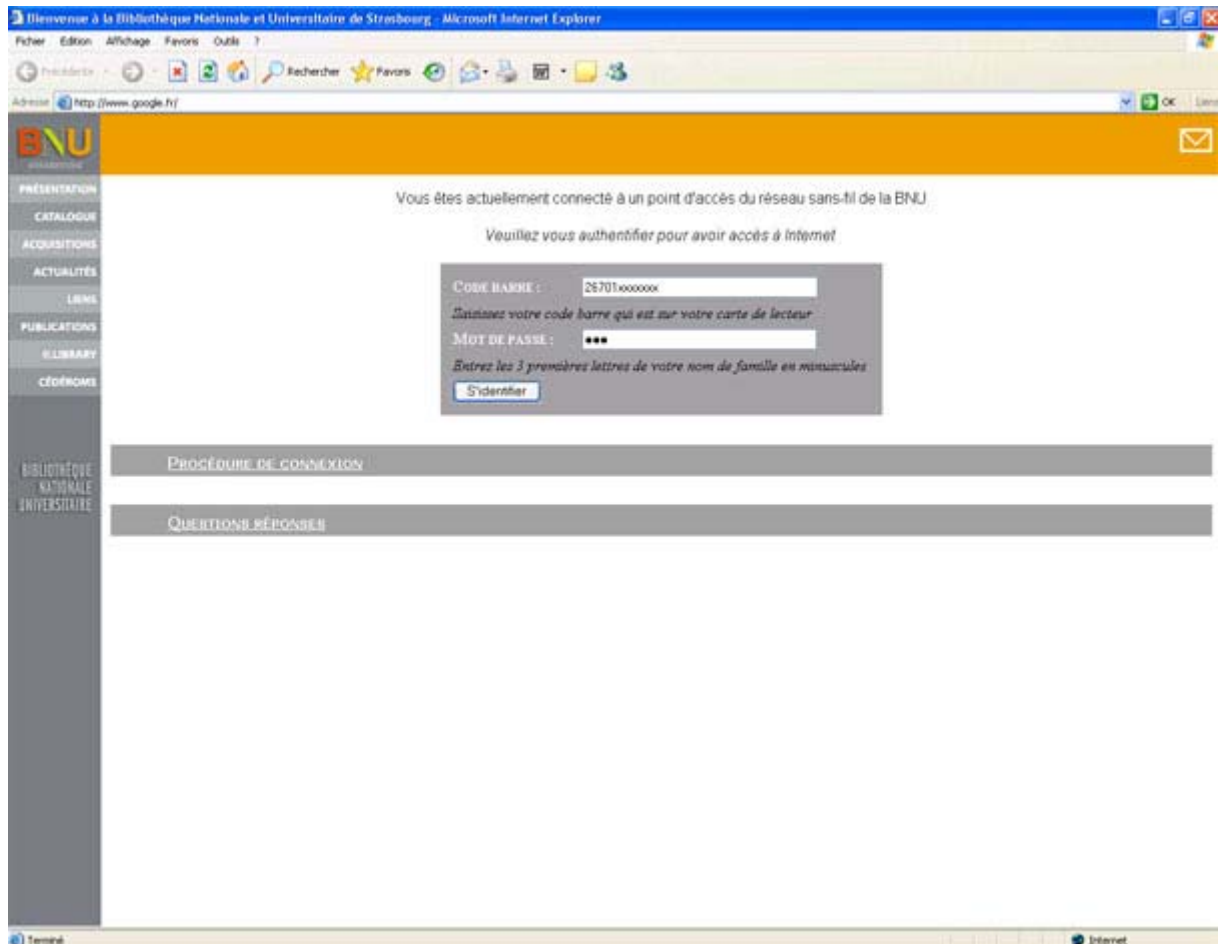 Bienvenue à la Bibliothèque Nationale et Universitaire de Strasbourg - Microsoft Internet Explorer
Fichier Edition Affichage Favoris Outils ?
Précédente Rechercher Favoris
Adresse http://www.google.fr/ OK Liens
BNU
PRÉSENTATION
CATALOGUE
ACQUISITIONS
ACTUALITÉS
LIENS
PUBLICATIONS
CÉDÉROMS
BIBLIOTHÈQUE
NATIONALE
UNIVERSITAIRE
Vous êtes actuellement connecté à un point d'accès du réseau sans-fil de la BNU
Veuillez vous authentifier pour avoir accès à Internet
CODE BARRE : 26701xxxxxxx
Saisissez votre code barre qui est sur votre carte de lecteur
MOT DE PASSE : •••
Entrez les 3 premières lettres de votre nom de famille en minuscules
S'identifier
PROCÉDURE DE CONNEXION
QUESTIONS RÉPONSES
Terminé Internet